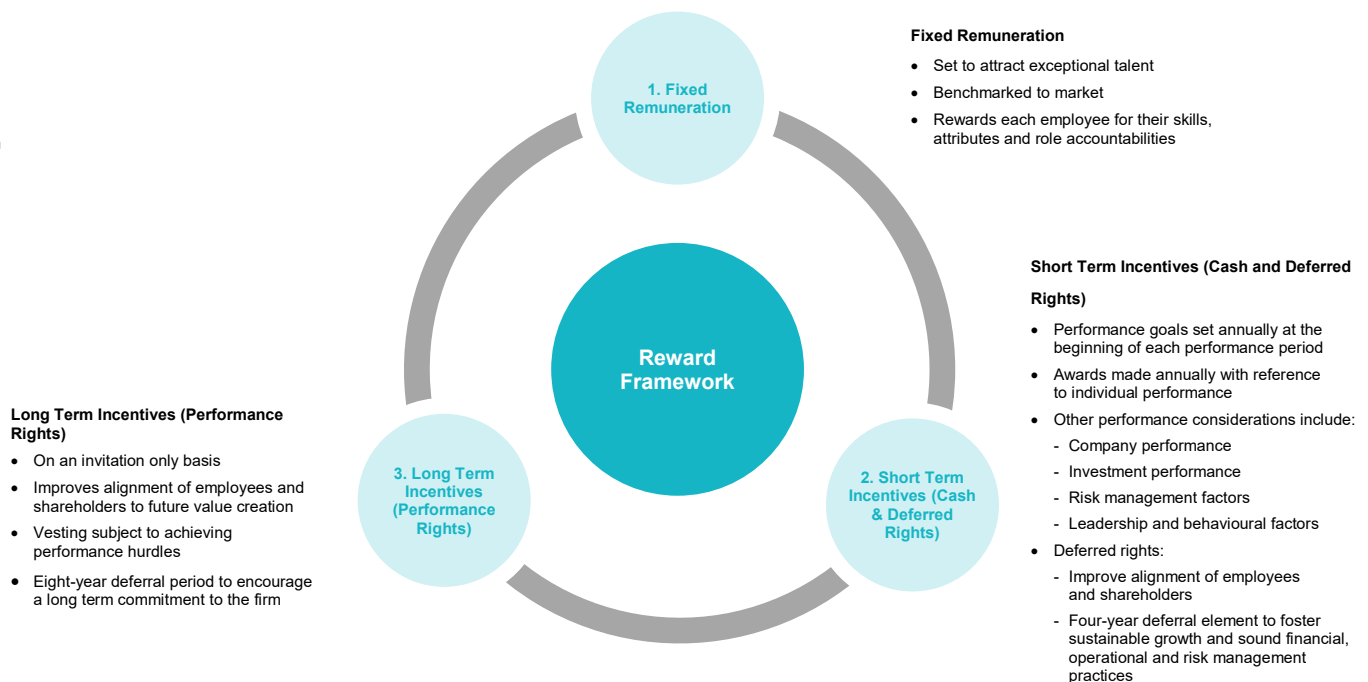 Fixed Remuneration
• Set to attract exceptional talent
• Benchmarked to market
• Rewards each employee for their skills,
attributes and role accountabilities
1. Fixed
Remuneration
Reward
Framework
Short Term Incentives (Cash and Deferred
Rights)
• Performance goals set annually at the
beginning of each performance period
• Awards made annually with reference
to individual performance
• Other performance considerations include:
- Company performance
- Investment performance
- Risk management factors
- Leadership and behavioural factors
• Deferred rights:
- Improve alignment of employees
and shareholders
- Four-year deferral element to foster
sustainable growth and sound financial,
operational and risk management
practices
2. Short Term
Incentives (Cash
& Deferred
Rights)
3. Long Term
Incentives
(Performance
Rights)
Long Term Incentives (Performance
Rights)
• On an invitation only basis
• Improves alignment of employees and
shareholders to future value creation
• Vesting subject to achieving
performance hurdles
• Eight-year deferral period to encourage
a long term commitment to the firm